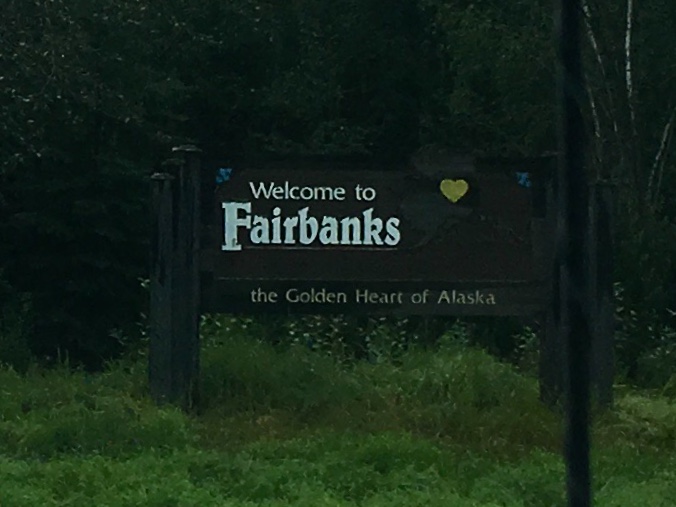 Welcome to
Fairbanks
the Golden Heart of Alaska